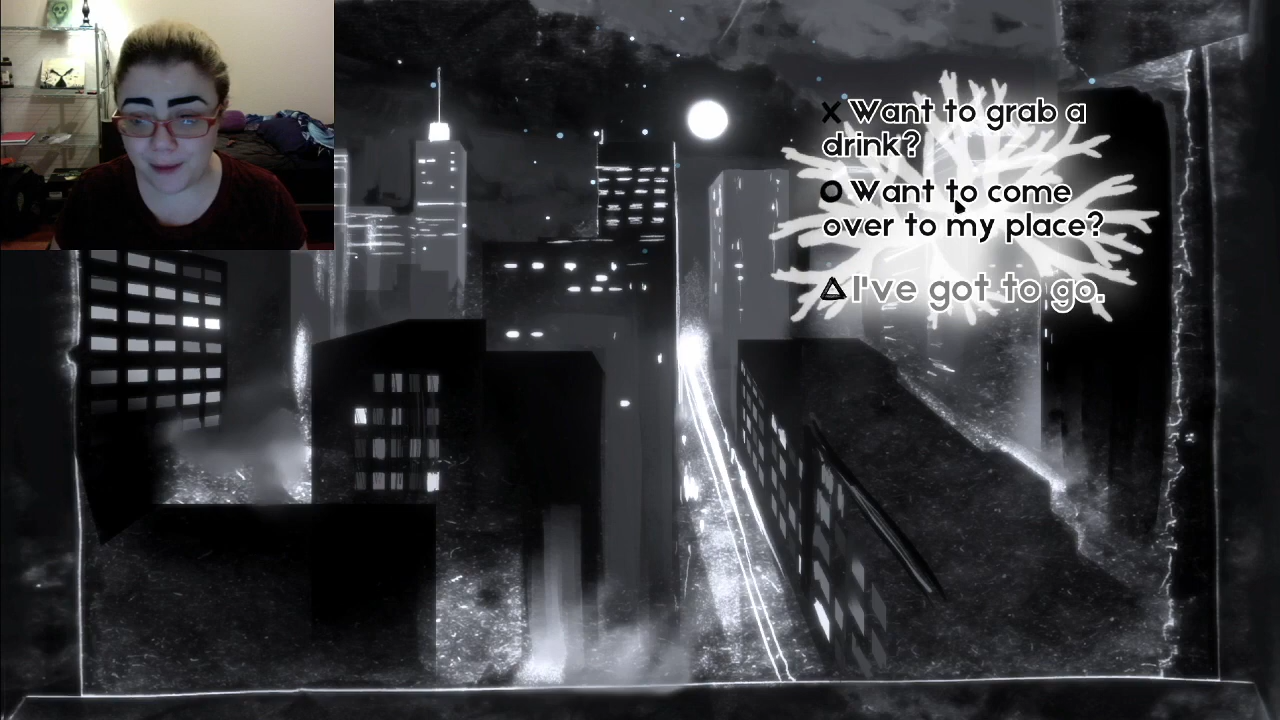 X Want to grab a
drink?
O Want to come
over to my place?
△ I've got to go.